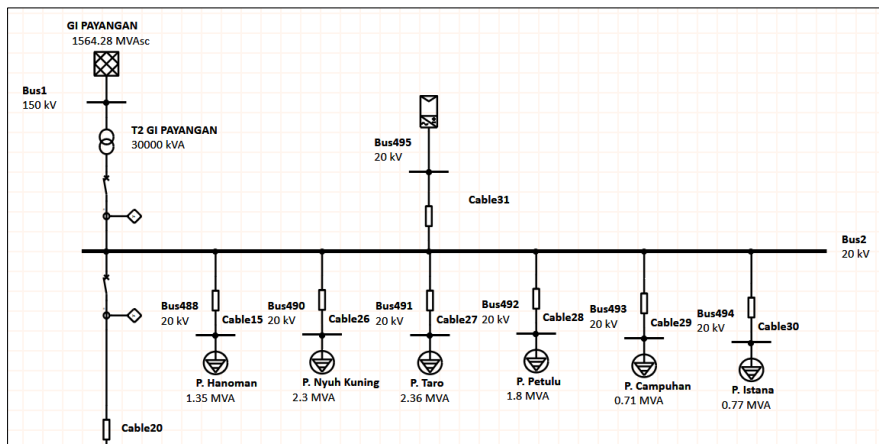 GI PAYANGAN
1564.28 MVAsc
Bus1
150 kV
T2 GI PAYANGAN
30000 kVA
Bus495
20 kV
Cable31
Bus2
20 kV
Bus488
20 kV
Cable15
Bus490
20 kV
Cable26
Bus491
20 kV
Cable27
Bus492
20 kV
Cable28
Bus493
20 kV
Cable29
Bus494
20 kV
Cable30
P. Hanoman
1.35 MVA
P. Nyuh Kuning
2.3 MVA
P. Taro
2.36 MVA
P. Petulu
1.8 MVA
P. Campuhan
0.71 MVA
P. Istana
0.77 MVA
Cable20